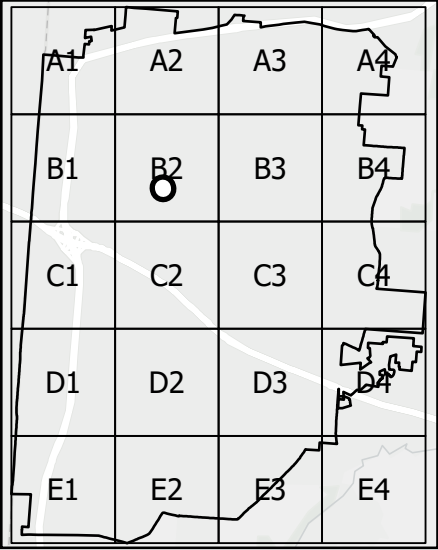 A1 A2 A3 A4
B1 B2 B3 B4
C1 C2 C3 C4
D1 D2 D3 D4
E1 E2 E3 E4